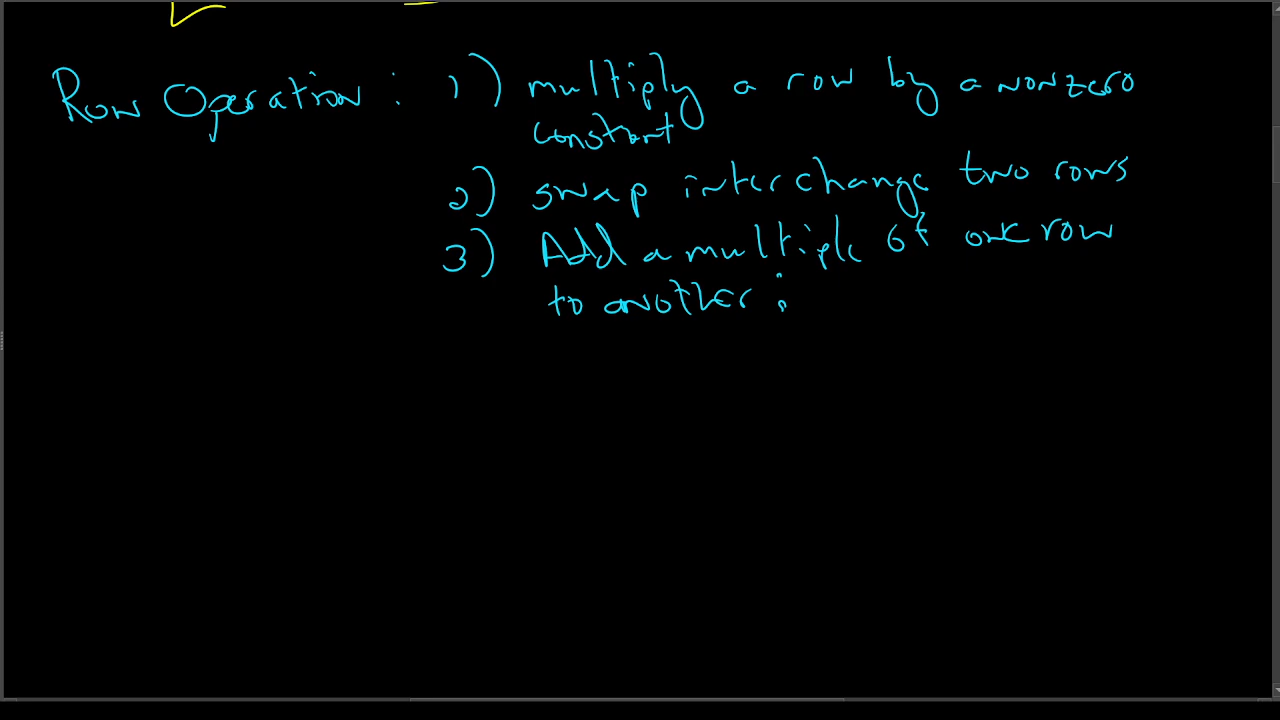 Row Operation : 1) multiply a row by a nonzero
constant
2) swap interchange two rows
3) Add a multiple of one row
to another :